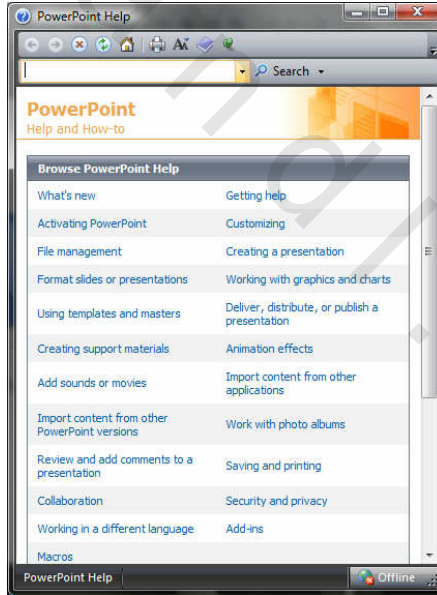 PowerPoint Help
Search
PowerPoint
Help and How-to
Browse PowerPoint Help
What's new
Getting help
Activating PowerPoint
Customizing
File management
Creating a presentation
Format slides or presentations
Working with graphics and charts
Using templates and masters
Deliver, distribute, or publish a
presentation
Creating support materials
Animation effects
Add sounds or movies
Import content from other
applications
Import content from other
PowerPoint versions
Work with photo albums
Review and add comments to a
presentation
Saving and printing
Collaboration
Security and privacy
Working in a different language
Add-ins
Macros
PowerPoint Help
Offline